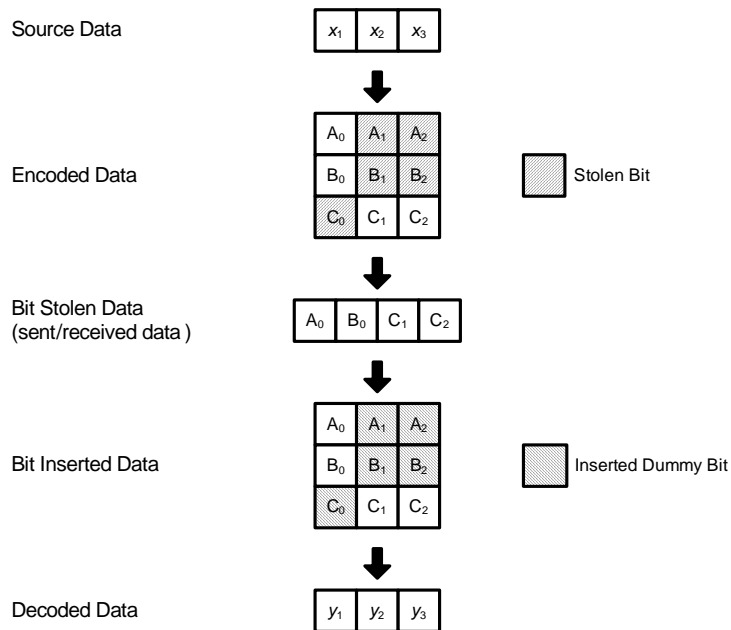 Source Data
x₁ x₂ x₃
A₀ A₁ A₂
Encoded Data
B₀ B₁ B₂
Stolen Bit
C₀ C₁ C₂
Bit Stolen Data
(sent/received data )
A₀ B₀ C₁ C₂
A₀ A₁ A₂
Bit Inserted Data
B₀ B₁ B₂
Inserted Dummy Bit
C₀ C₁ C₂
Decoded Data
y₁ y₂ y₃